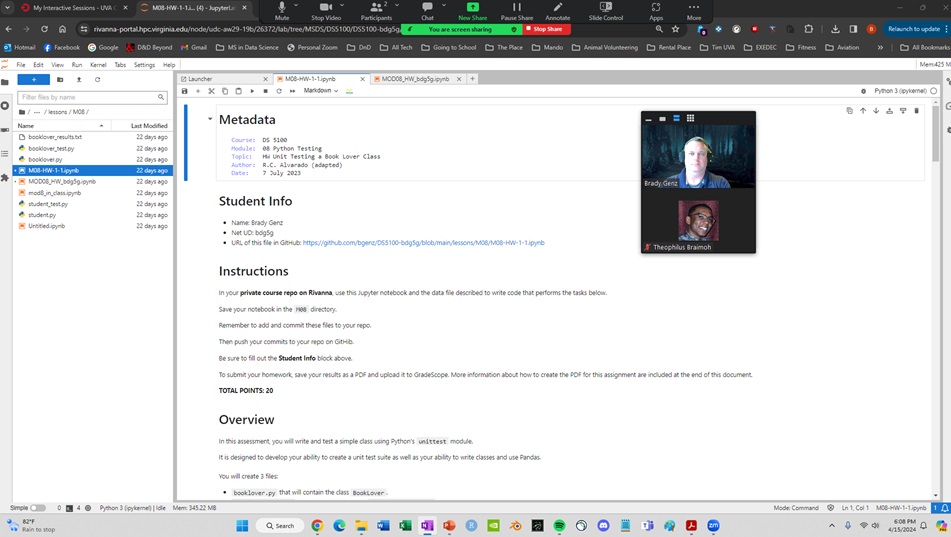 My Interactive Sessions - UVA
M08-HW-1-1.i... (4) - JupyterLa
Mute
Stop Video
Participants
2
Chat
New Share
Pause Share
Annotate
Slide Control
Apps
More
You are screen sharing
Stop Share
rivanna-portal.hpc.virginia.edu/node/udc-aw29-19b/26372/lab/tree/MSDS/DS5100/DS5100-bdg5g/
Relaunch to update
Hotmail
Facebook
Google
D&D Beyond
Gmail
MS in Data Science
Personal Zoom
DnD
All Tech
Going to School
The Place
Mando
Animal Volunteering
Rental Place
Tim UVA
EXEDEC
Fitness
Aviation
All Bookmarks
File Edit View Run Kernel Tabs Settings Help
Mem:425 M
Filter files by name
/ ... / lessons / M08 /
Name
Last Modified
booklover_results.txt 22 days ago
booklover_test.py 22 days ago
booklover.py 22 days ago
M08-HW-1-1.ipynb 22 days ago
MOD08_HW_bdg5g.ipynb 22 days ago
mod8_in_class.ipynb 22 days ago
student_test.py 22 days ago
student.py 22 days ago
Untitled.ipynb 22 days ago
Launcher
M08-HW-1-1.ipynb
MOD08_HW_bdg5g.ipynb
Markdown
Python 3 (ipykernel)
Metadata
Course: DS 5100
Module: 08 Python Testing
Topic: HW Unit Testing a Book Lover Class
Author: R.C. Alvarado (adapted)
Date: 7 July 2023
Brady Genz
Theophilus Braimoh
Student Info
• Name: Brady Genz
• Net UD: bdg5g
• URL of this file in GitHub: https://github.com/bgenz/DS5100-bdg5g/blob/main/lessons/M08/M08-HW-1-1.ipynb
Instructions
In your private course repo on Rivanna, use this Jupyter notebook and the data file described to write code that performs the tasks below.
Save your notebook in the M08 directory.
Remember to add and commit these files to your repo.
Then push your commits to your repo on GitHib.
Be sure to fill out the Student Info block above.
To submit your homework, save your results as a PDF and upload it to GradeScope. More information about how to create the PDF for this assignment are included at the end of this document.
TOTAL POINTS: 20
Overview
In this assessment, you will write and test a simple class using Python's unittest module.
It is designed to develop your ability to create a unit test suite as well as your ability to write classes and use Pandas.
You will create 3 files:
• booklover.py that will contain the class BookLover.
Simple
0
4
Python 3 (ipykernel) | Idle
Mem: 345.22 MB
Mode: Command
Ln 1, Col 1
M08-HW-1-1.ipynb
1
82°F
Rain to stop
Search
6:08 PM
4/15/2024